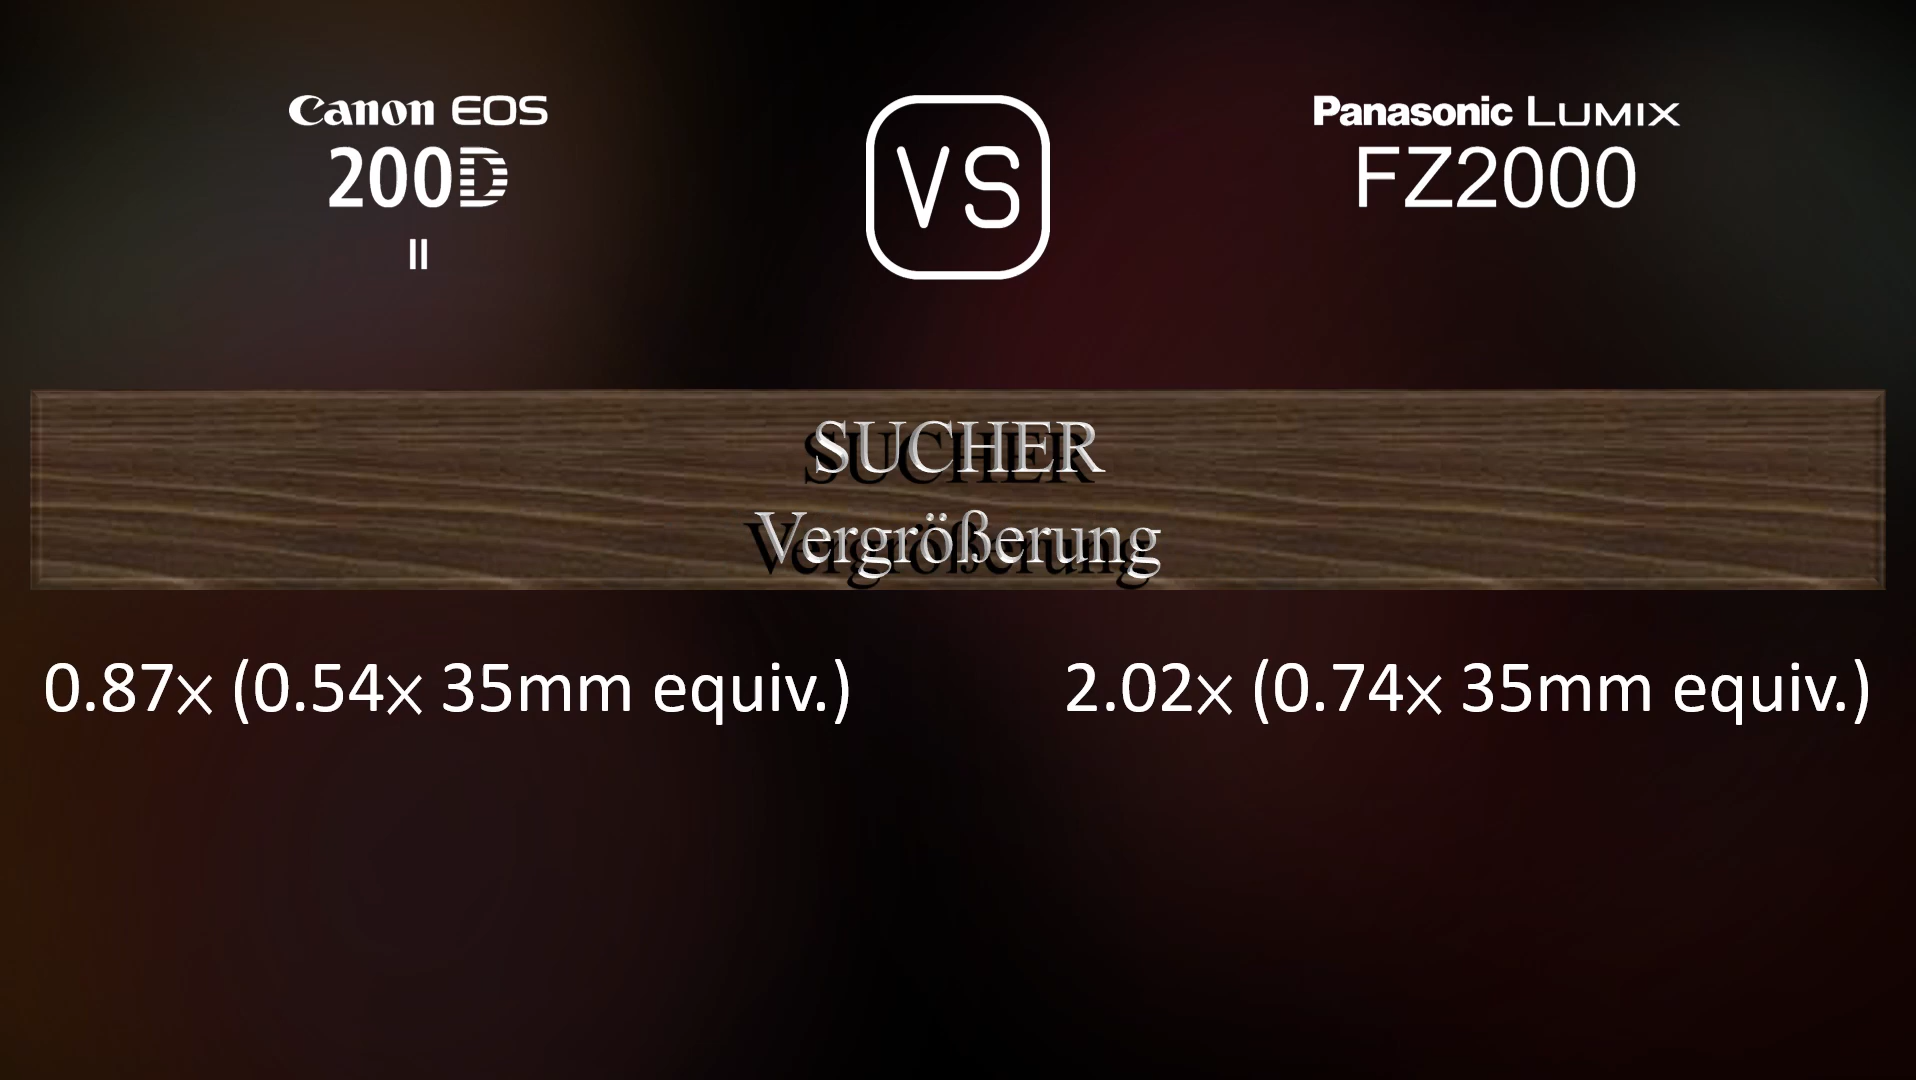 Canon EOS
200D
II
VS
Panasonic LUMIX
FZ2000
SUCHER
Vergrößerung
0.87x (0.54x 35mm equiv.)
2.02x (0.74x 35mm equiv.)